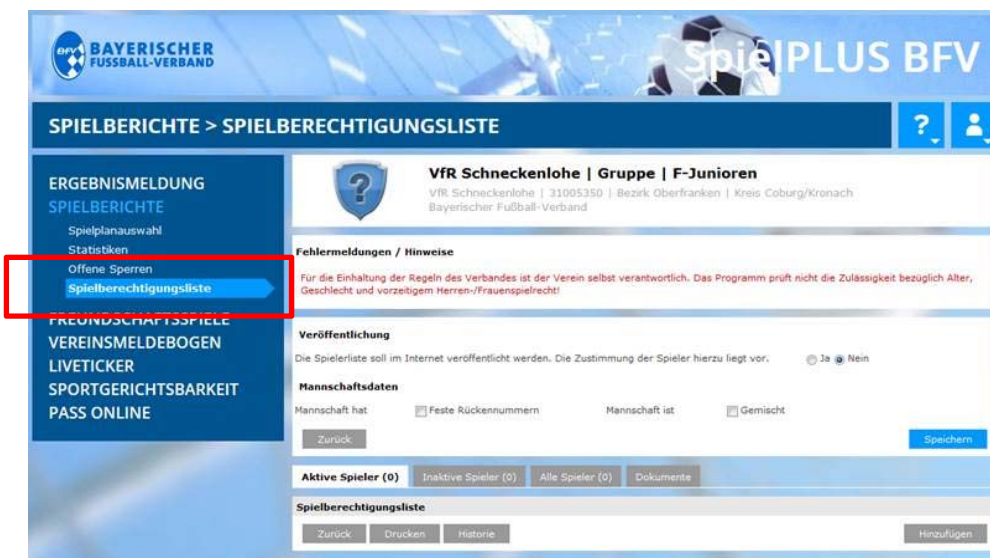 BFV BAYERISCHER
FUSSBALL-VERBAND
SpielPLUS BFV
SPIELBERICHTE > SPIELBERECHTIGUNGSLISTE
?
ERGEBNISMELDUNG
SPIELBERICHTE
Spielplanauswahl
Statistiken
Offene Sperren
Spielberechtigungsliste
FREUNDSCHAFTSSPIELE
VEREINSMELDEBOGEN
LIVETICKER
SPORTGERICHTSBARKEIT
PASS ONLINE
?
VfR Schneckenlohe | Gruppe | F-Junioren
VfR Schneckenlohe | 31005350 | Bezirk Oberfranken | Kreis Coburg/Kronach
Bayerischer Fußball-Verband
Fehlermeldungen / Hinweise
Für die Einhaltung der Regeln des Verbandes ist der Verein selbst verantwortlich. Das Programm prüft nicht die Zulässigkeit bezüglich Alter,
Geschlecht und vorzeitigem Herren-/Frauenspielrecht!
Veröffentlichung
Die Spielerliste soll im Internet veröffentlicht werden. Die Zustimmung der Spieler hierzu liegt vor. Ja Nein
Mannschaftsdaten
Mannschaft hat Feste Rückennummern Mannschaft ist Gemischt
Zurück Speichern
Aktive Spieler (0) Inaktive Spieler (0) Alle Spieler (0) Dokumente
Spielberechtigungsliste
Zurück Drucken Historie Hinzufügen